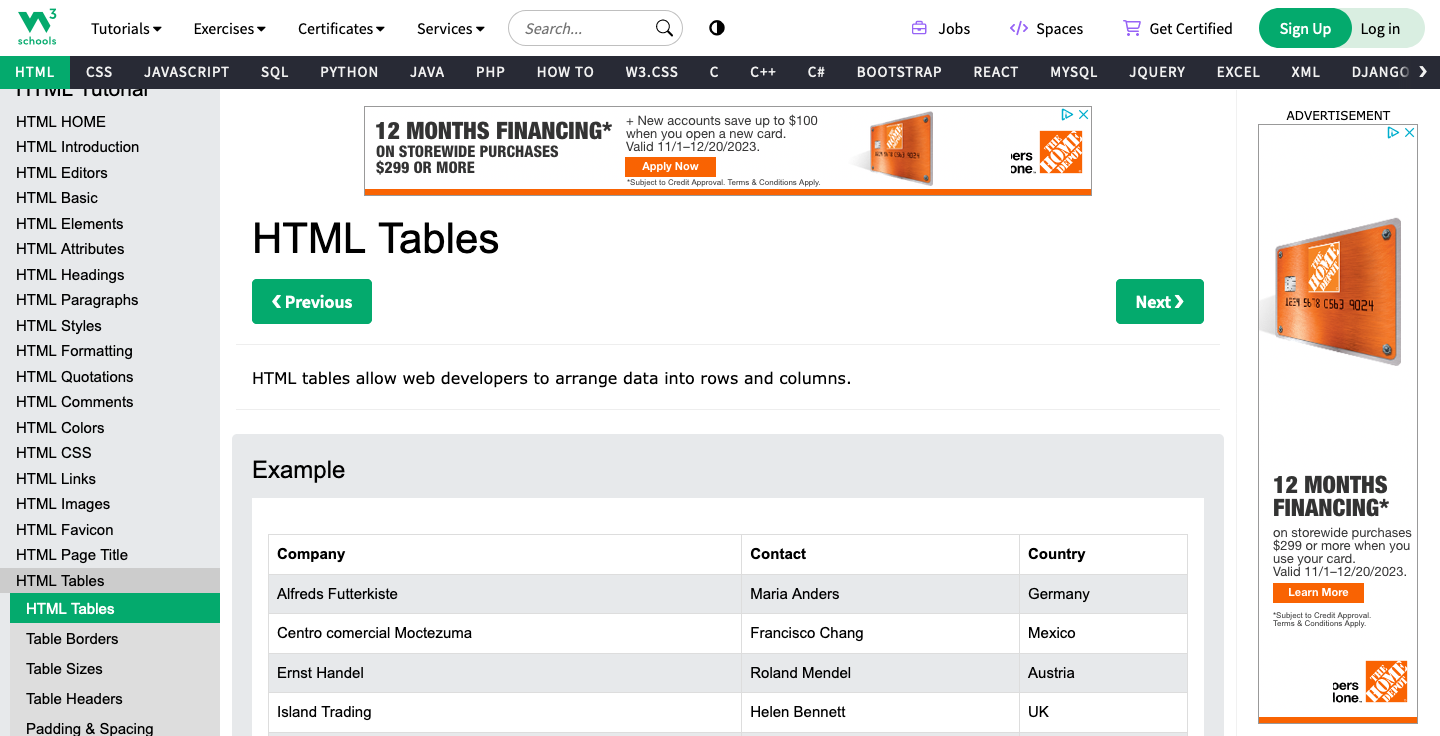 W3 schools
Tutorials Exercises Certificates Services Search... Jobs Spaces Get Certified Sign Up Log in
HTML CSS JAVASCRIPT SQL PYTHON JAVA PHP HOW TO W3.CSS C C++ C# BOOTSTRAP REACT MYSQL JQUERY EXCEL XML DJANGO ❯
HTML Tutorial
HTML HOME
HTML Introduction
HTML Editors
HTML Basic
HTML Elements
HTML Attributes
HTML Headings
HTML Paragraphs
HTML Styles
HTML Formatting
HTML Quotations
HTML Comments
HTML Colors
HTML CSS
HTML Links
HTML Images
HTML Favicon
HTML Page Title
HTML Tables
HTML Tables
Table Borders
Table Sizes
Table Headers
Padding & Spacing
12 MONTHS FINANCING*
ON STOREWIDE PURCHASES
$299 OR MORE
+ New accounts save up to $100
when you open a new card.
Valid 11/1–12/20/2023.
Apply Now
*Subject to Credit Approval. Terms & Conditions Apply.
pers
one.
THE HOME DEPOT
HTML Tables
❮ Previous
Next ❯
HTML tables allow web developers to arrange data into rows and columns.
Example
Company Contact Country
Alfreds Futterkiste Maria Anders Germany
Centro comercial Moctezuma Francisco Chang Mexico
Ernst Handel Roland Mendel Austria
Island Trading Helen Bennett UK
ADVERTISEMENT
THE HOME DEPOT
1234 5678 CS63 9024
12 MONTHS
FINANCING*
on storewide purchases
$299 or more when you
use your card.
Valid 11/1–12/20/2023.
Learn More
*Subject to Credit Approval.
Terms & Conditions Apply.
pers
lone.
THE HOME DEPOT